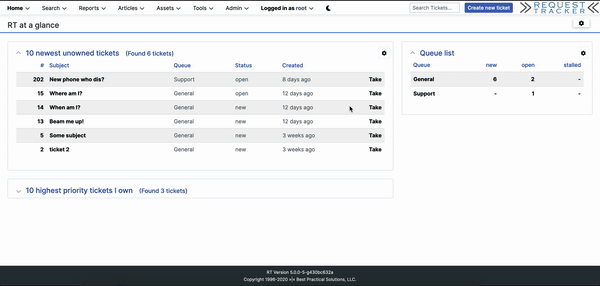 Home Search Reports Articles Assets Tools Admin Logged in as root Search Tickets... Create new ticket REQUEST TRACKER
RT at a glance
10 newest unowned tickets (Found 6 tickets)
# Subject Queue Status Created
202 New phone who dis? Support open 8 days ago Take
15 Where am I? General open 12 days ago Take
14 When am I? General new 12 days ago Take
13 Beam me up! General new 12 days ago Take
5 Some subject General new 3 weeks ago Take
2 ticket 2 General new 3 weeks ago Take
10 highest priority tickets I own (Found 3 tickets)
Queue list
Queue new open stalled
General 6 2 -
Support - 1 -
RT Version 5.0.0-5-g430bc632a
Copyright 1996-2020 »|« Best Practical Solutions, LLC.